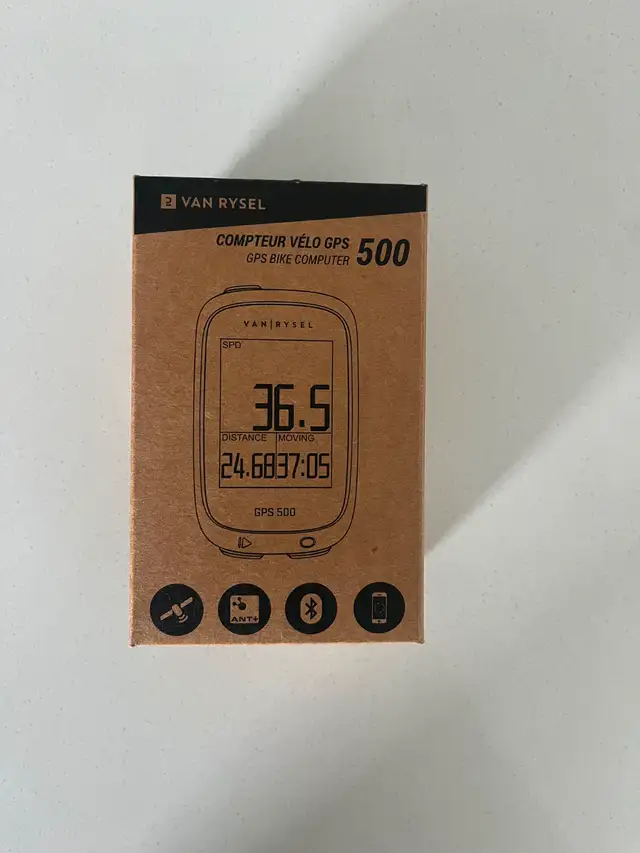 VAN RYSEL
COMPTEUR VÉLO GPS 500
GPS BIKE COMPUTER
VAN|RYSEL
SPD
36.5
DISTANCE MOVING
24.68 37:05
GPS 500
ANT+